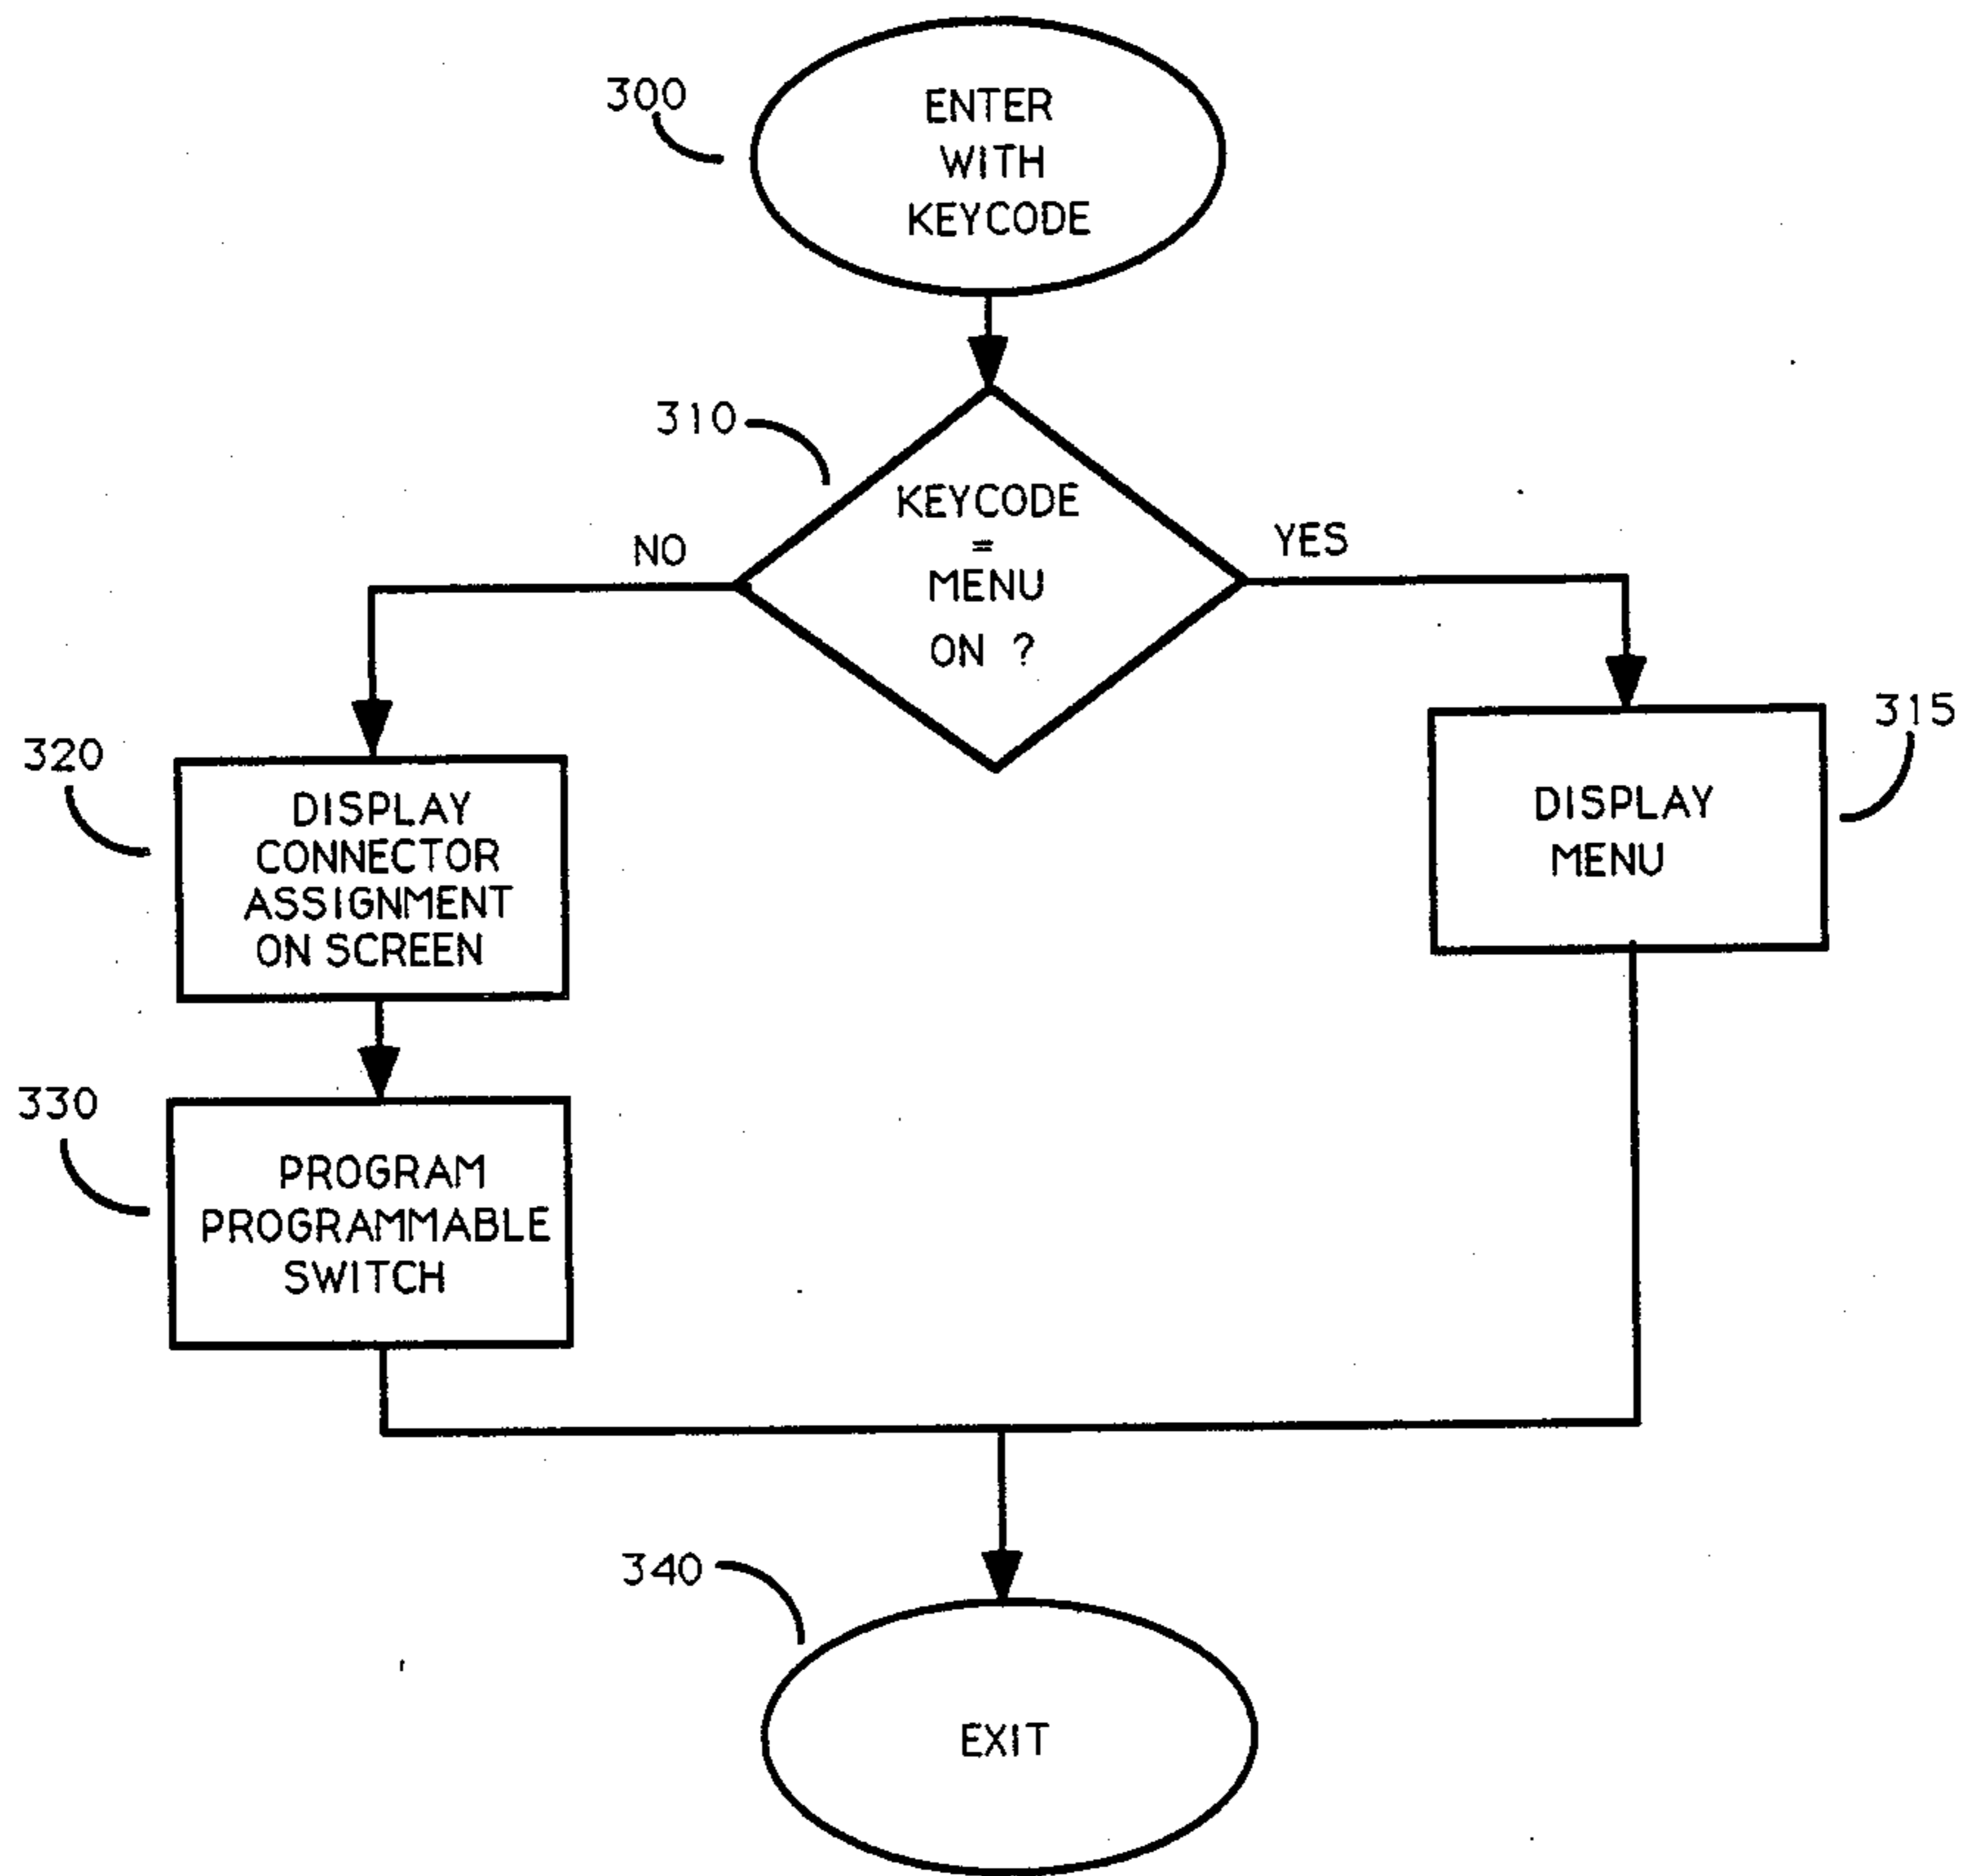 300
ENTER
WITH
KEYCODE
310
KEYCODE
=
MENU
ON ?
NO
YES
320
DISPLAY
CONNECTOR
ASSIGNMENT
ON SCREEN
315
DISPLAY
MENU
330
PROGRAM
PROGRAMMABLE
SWITCH
340
EXIT